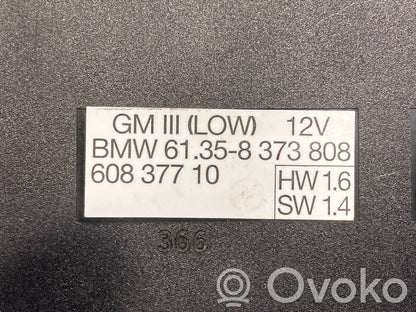 GM III (LOW) 12V
BMW 61.35-8 373 808
608 377 10
HW 1.6
SW 1.4
366
Ovoko